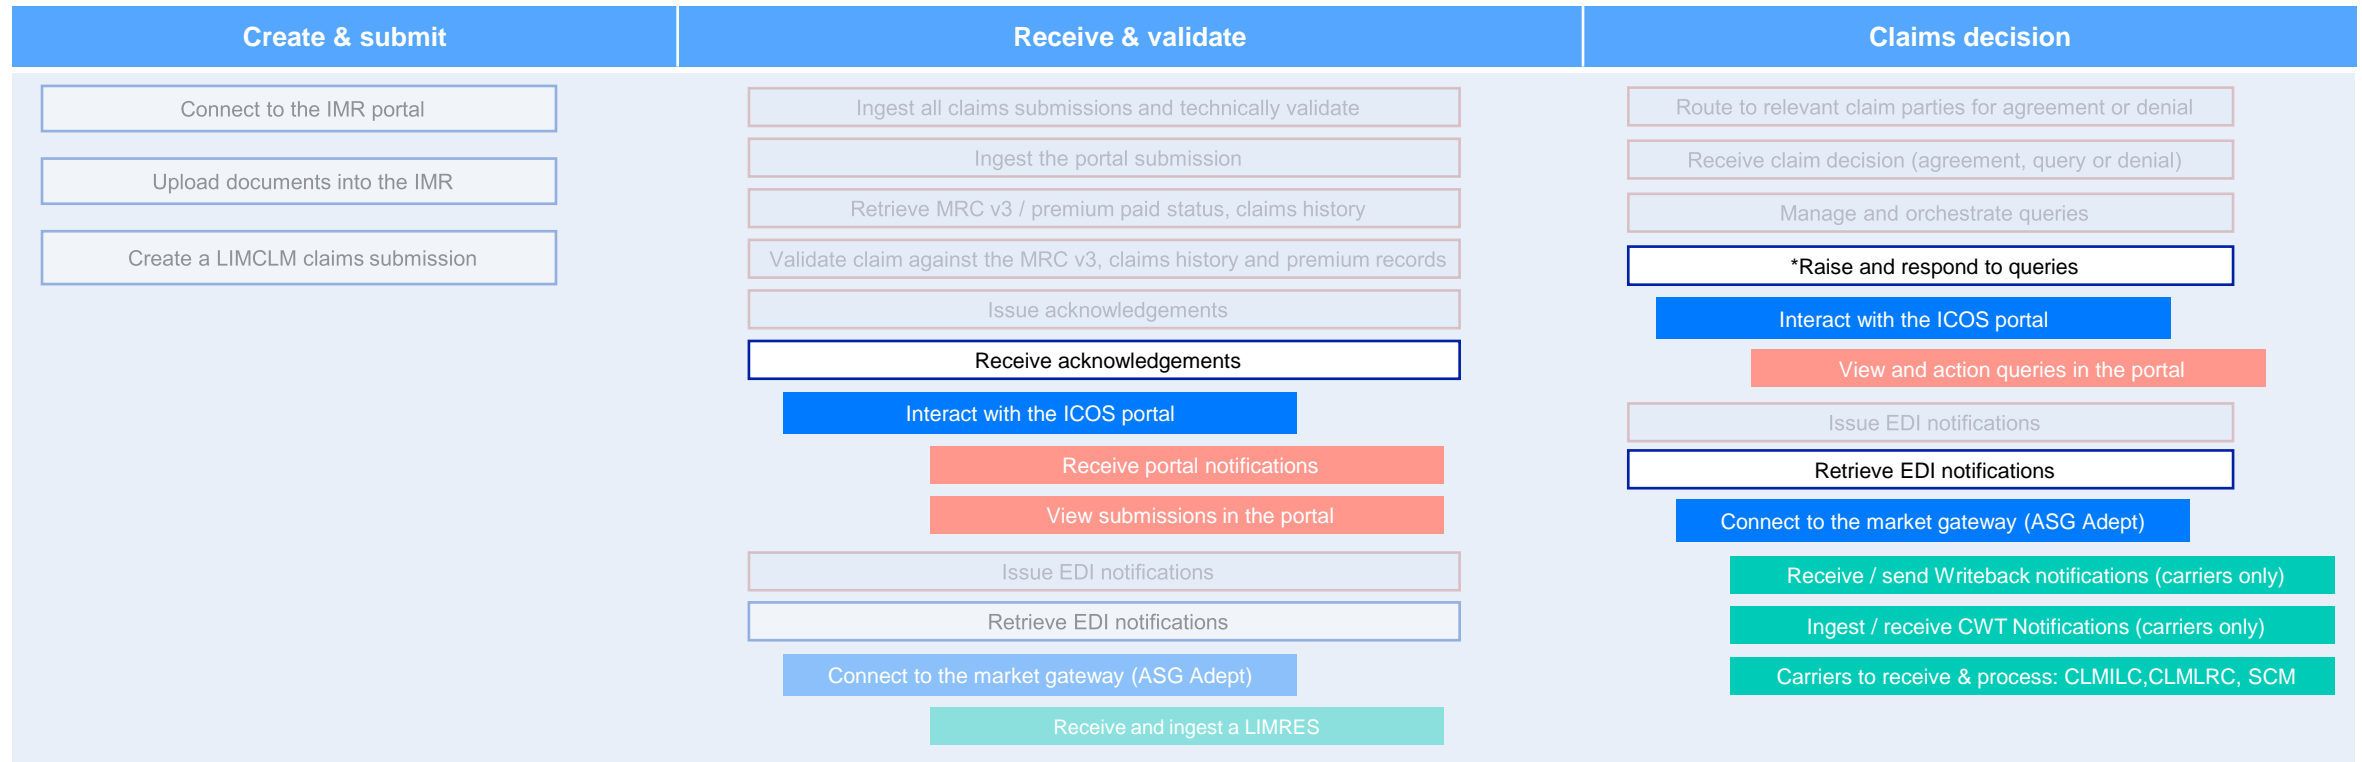 Create & submit
Connect to the IMR portal
Upload documents into the IMR
Create a LIMCLM claims submission
Receive & validate
Ingest all claims submissions and technically validate
Ingest the portal submission
Retrieve MRC v3 / premium paid status, claims history
Validate claim against the MRC v3, claims history and premium records
Issue acknowledgements
Receive acknowledgements
Interact with the ICOS portal
Receive portal notifications
View submissions in the portal
Issue EDI notifications
Retrieve EDI notifications
Connect to the market gateway (ASG Adept)
Receive and ingest a LIMRES
Claims decision
Route to relevant claim parties for agreement or denial
Receive claim decision (agreement, query or denial)
Manage and orchestrate queries
*Raise and respond to queries
Interact with the ICOS portal
View and action queries in the portal
Issue EDI notifications
Retrieve EDI notifications
Connect to the market gateway (ASG Adept)
Receive / send Writeback notifications (carriers only)
Ingest / receive CWT Notifications (carriers only)
Carriers to receive & process: CLMILC,CLMLRC, SCM